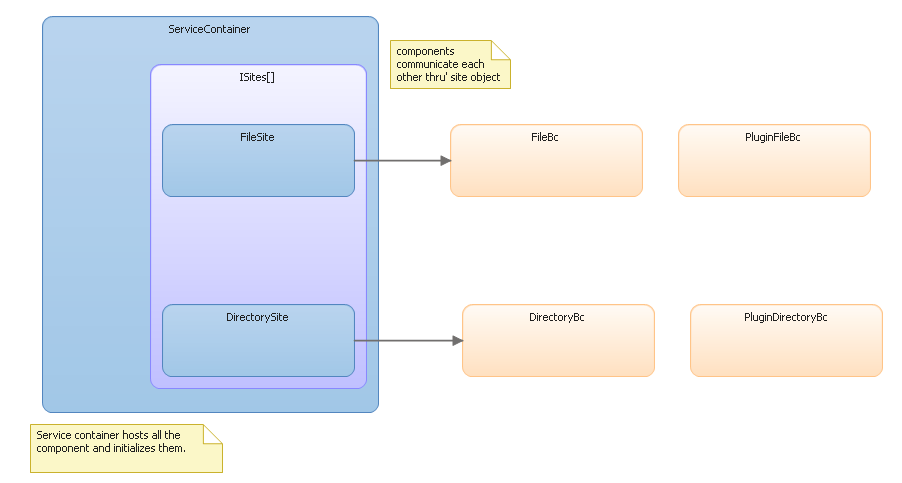 ServiceContainer
components
communicate each
other thru' site object
ISites[]
FileSite
FileBc
PluginFileBc
DirectorySite
DirectoryBc
PluginDirectoryBc
Service container hosts all the
component and initializes them.